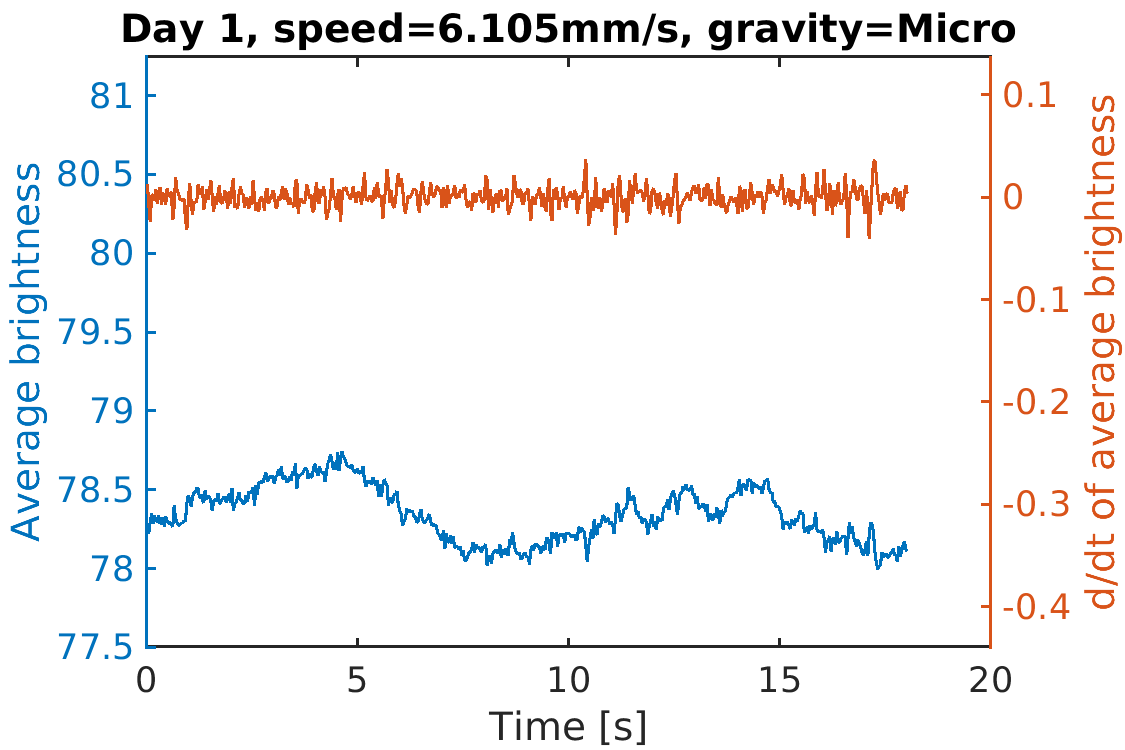 Day 1, speed=6.105mm/s, gravity=Micro
81
80.5
80
79.5
79
78.5
78
77.5
Average brightness
0.1
0
-0.1
-0.2
-0.3
-0.4
d/dt of average brightness
0 5 10 15 20
Time [s]